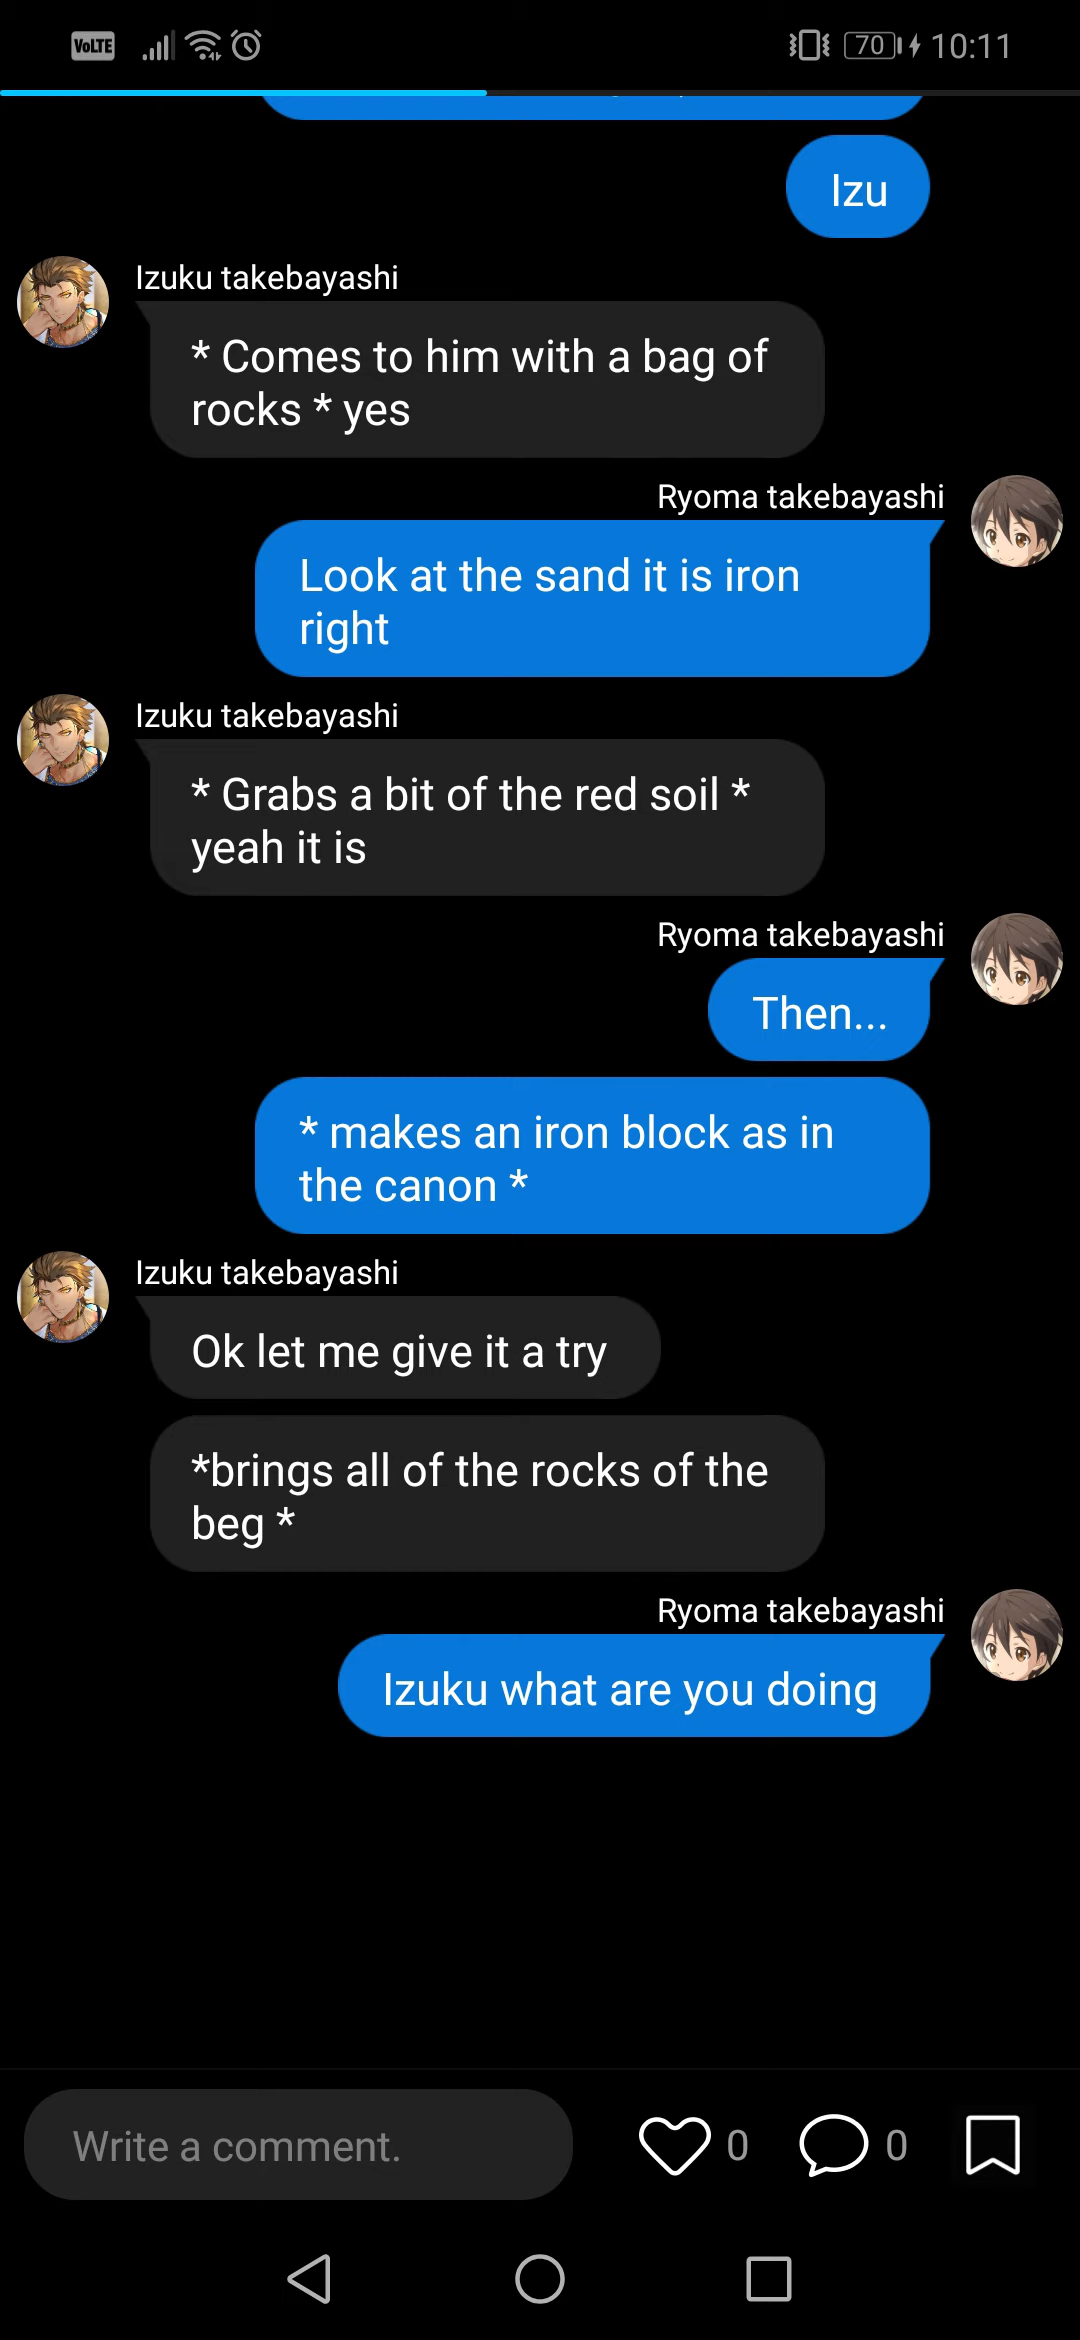 VoLTE
70
10:11
Izu
Izuku takebayashi
* Comes to him with a bag of
rocks * yes
Ryoma takebayashi
Look at the sand it is iron
right
Izuku takebayashi
* Grabs a bit of the red soil *
yeah it is
Ryoma takebayashi
Then...
* makes an iron block as in
the canon *
Izuku takebayashi
Ok let me give it a try
*brings all of the rocks of the
beg *
Ryoma takebayashi
Izuku what are you doing
Write a comment.
0
0